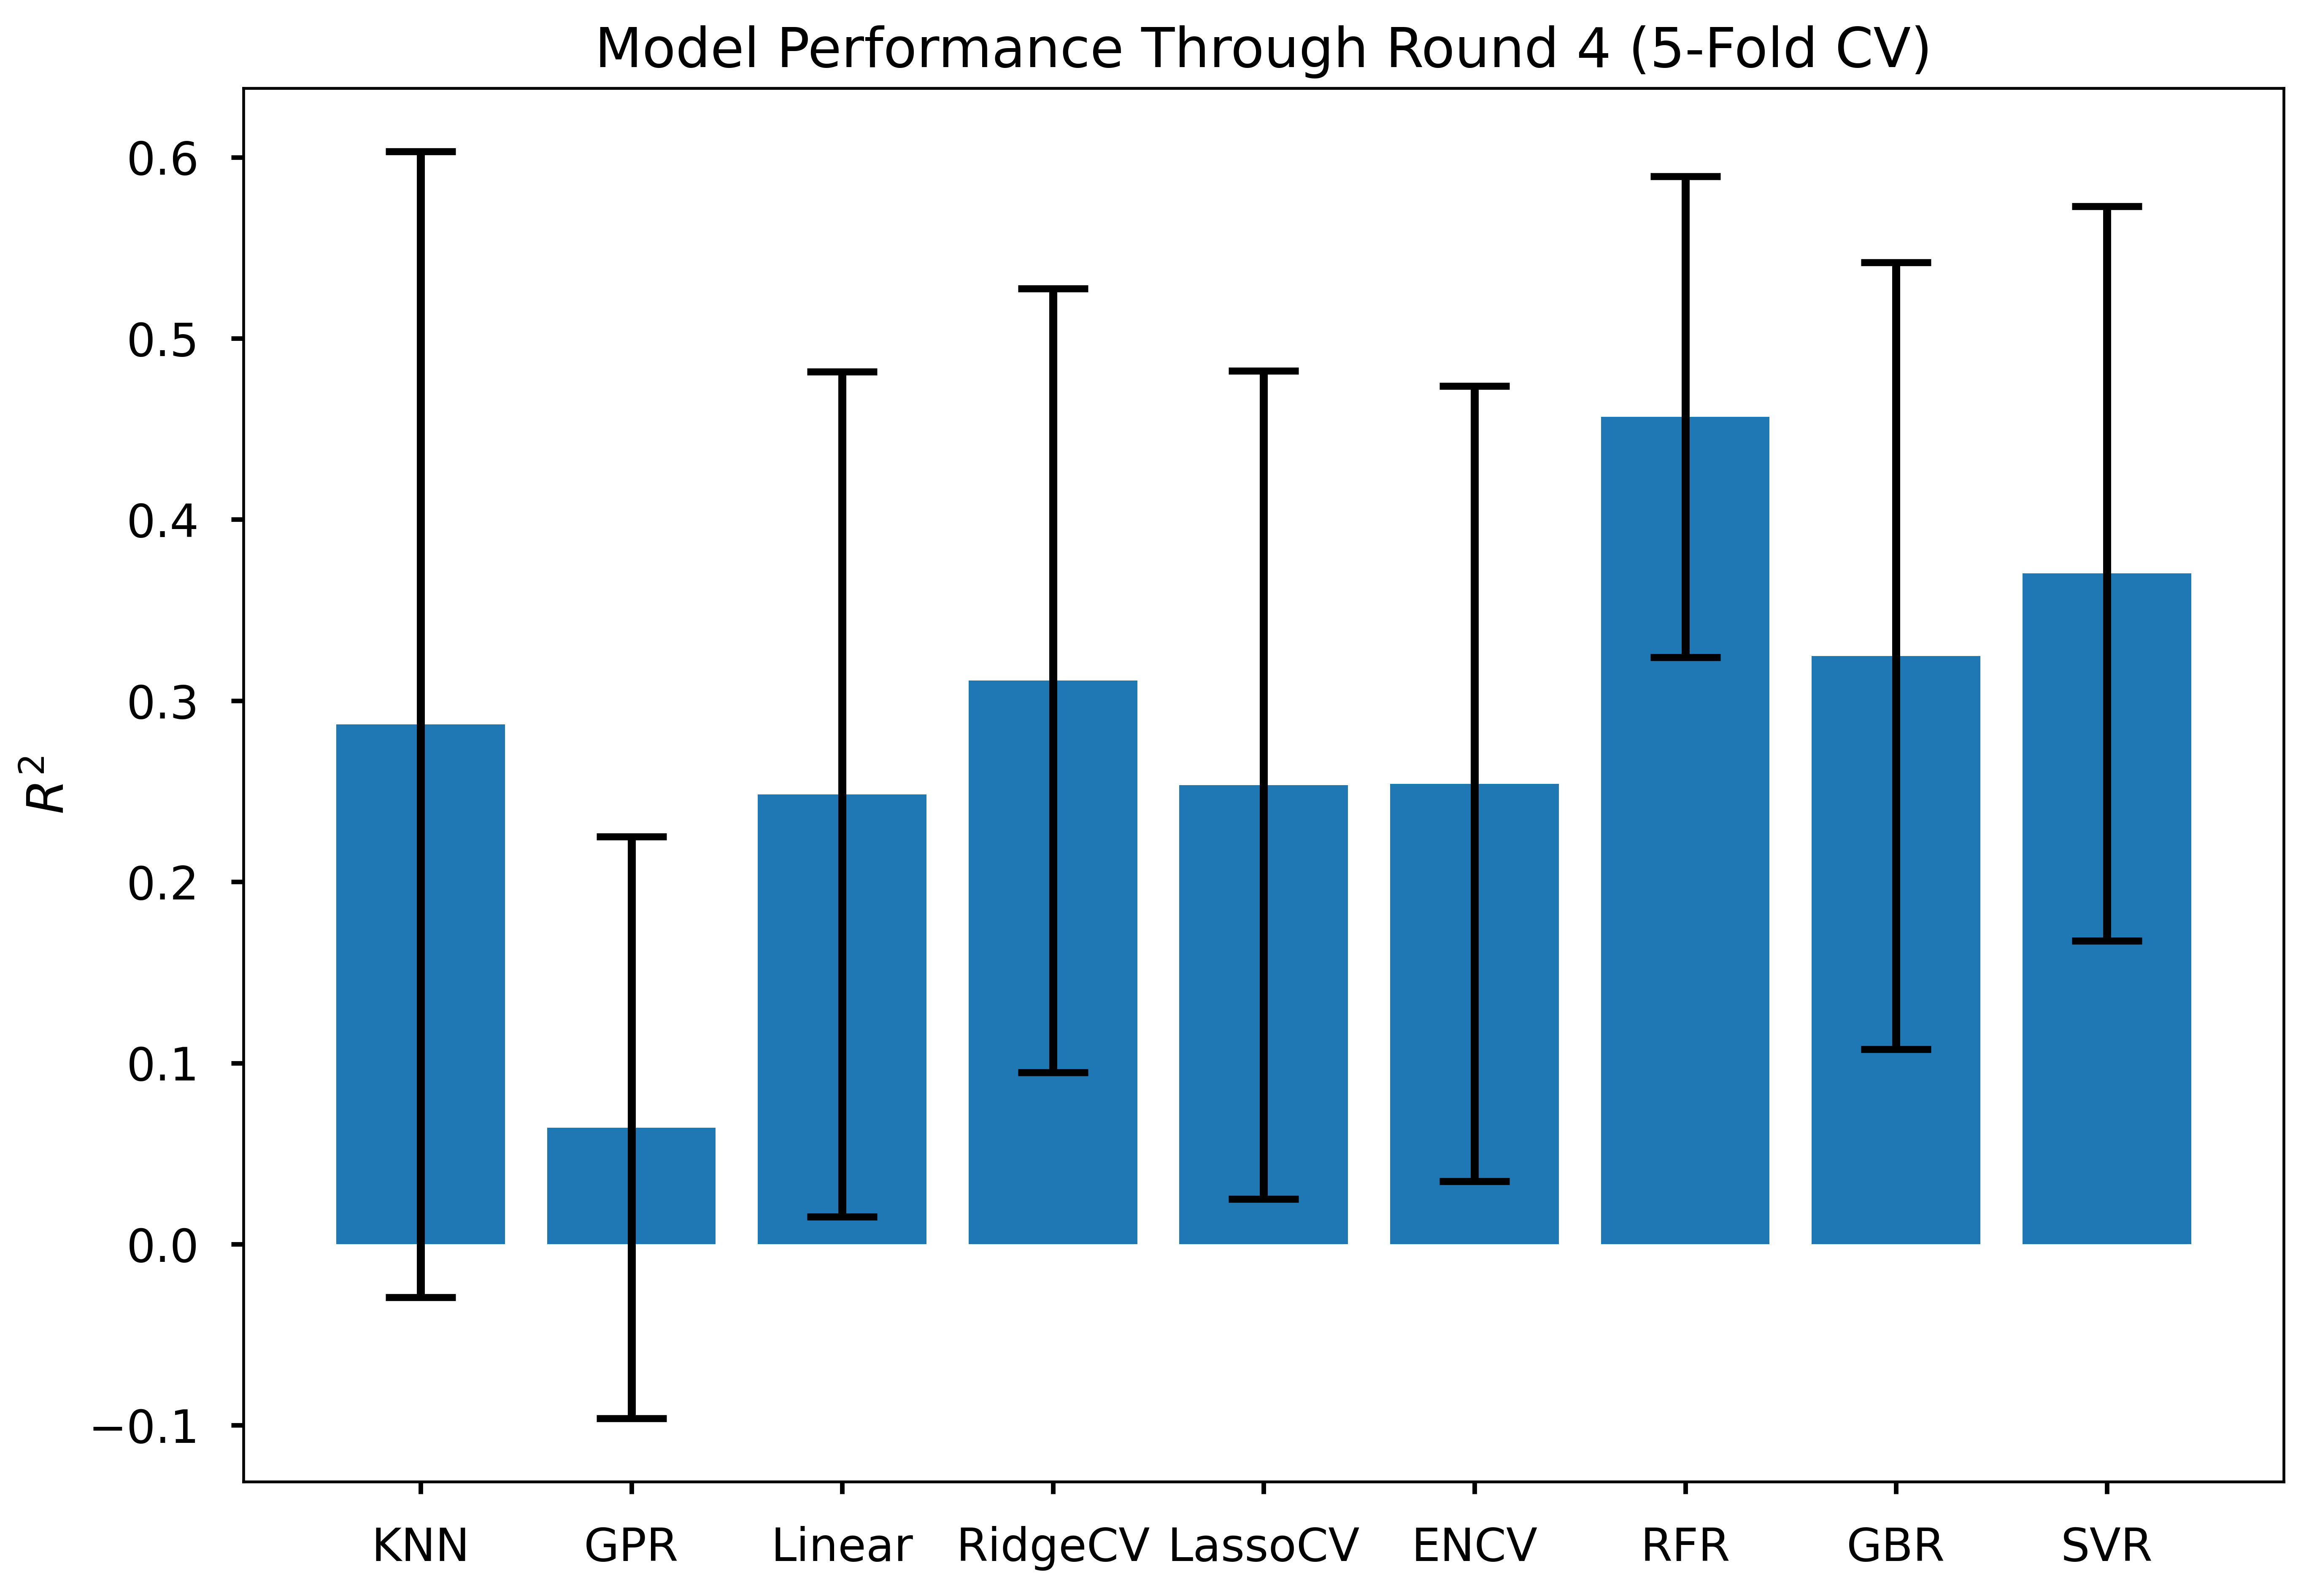 Model Performance Through Round 4 (5-Fold CV)
R²
0.6
0.5
0.4
0.3
0.2
0.1
0.0
−0.1
KNN GPR Linear RidgeCV LassoCV ENCV RFR GBR SVR